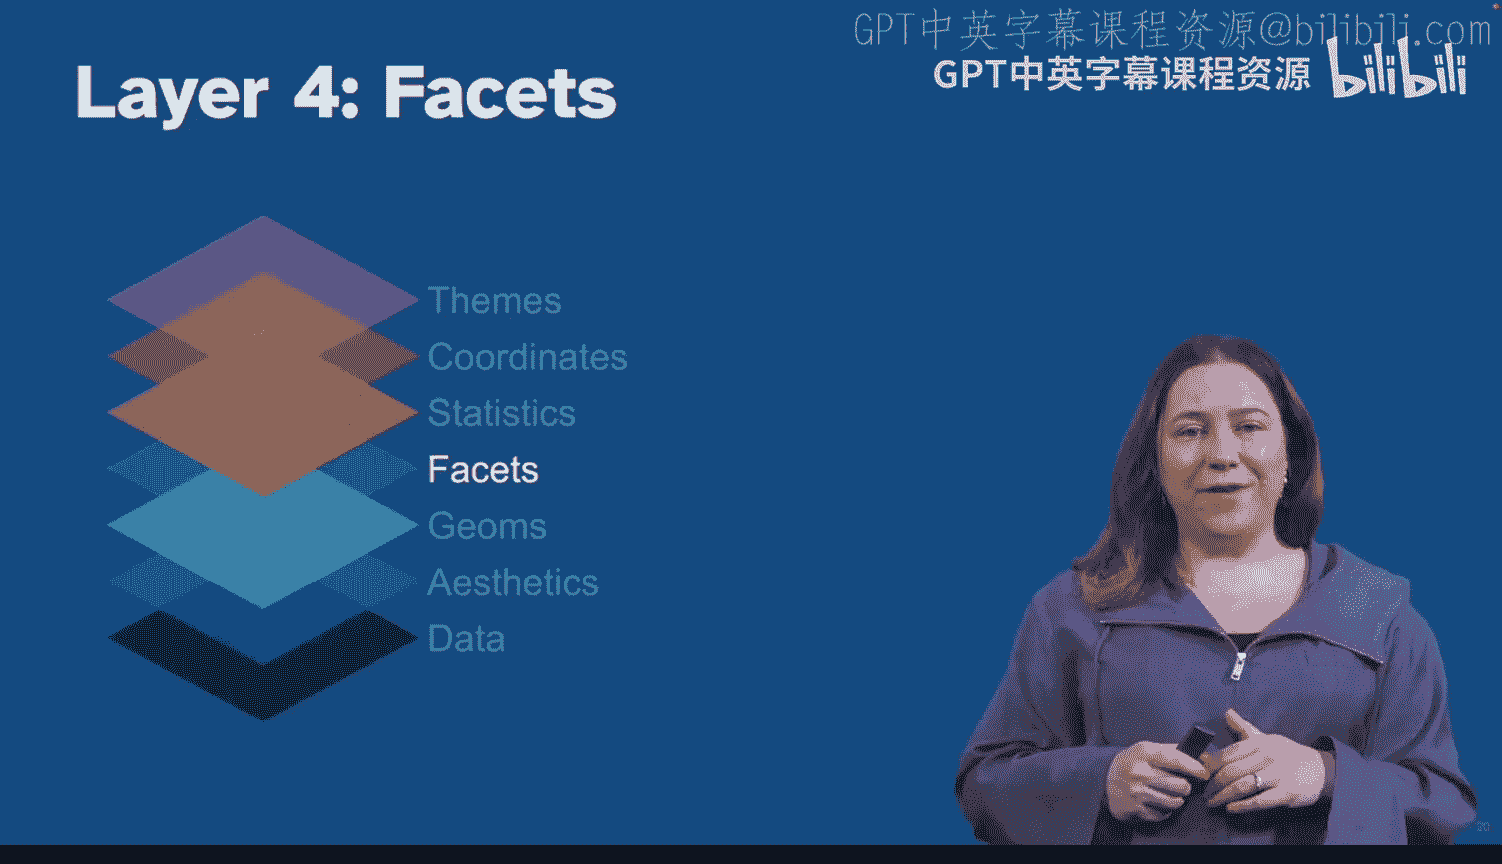 GPT中英字幕课程资源@bilibili.com
GPT中英字幕课程资源 bilibili
Layer 4: Facets
Themes
Coordinates
Statistics
Facets
Geoms
Aesthetics
Data